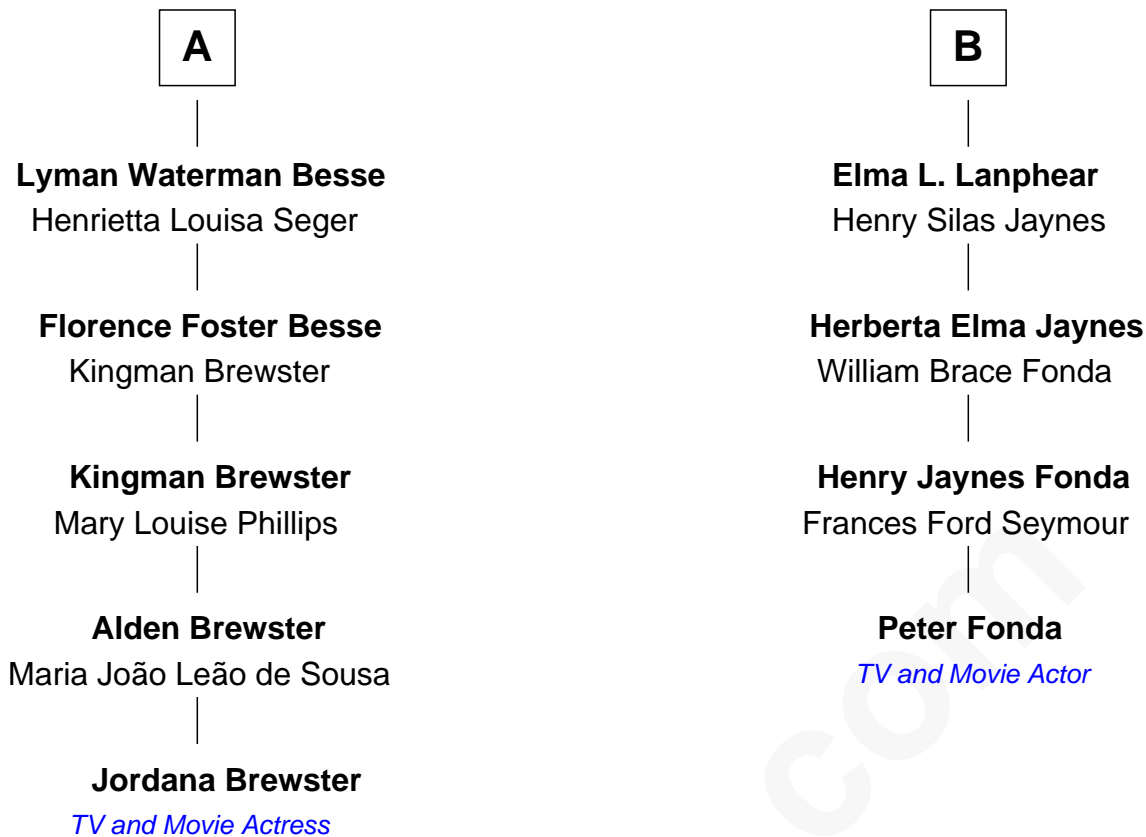 A
Lyman Waterman Besse
Henrietta Louisa Seger
Florence Foster Besse
Kingman Brewster
Kingman Brewster
Mary Louise Phillips
Alden Brewster
Maria João Leão de Sousa
Jordana Brewster
TV and Movie Actress
B
Elma L. Lanphear
Henry Silas Jaynes
Herberta Elma Jaynes
William Brace Fonda
Henry Jaynes Fonda
Frances Ford Seymour
Peter Fonda
TV and Movie Actor
com